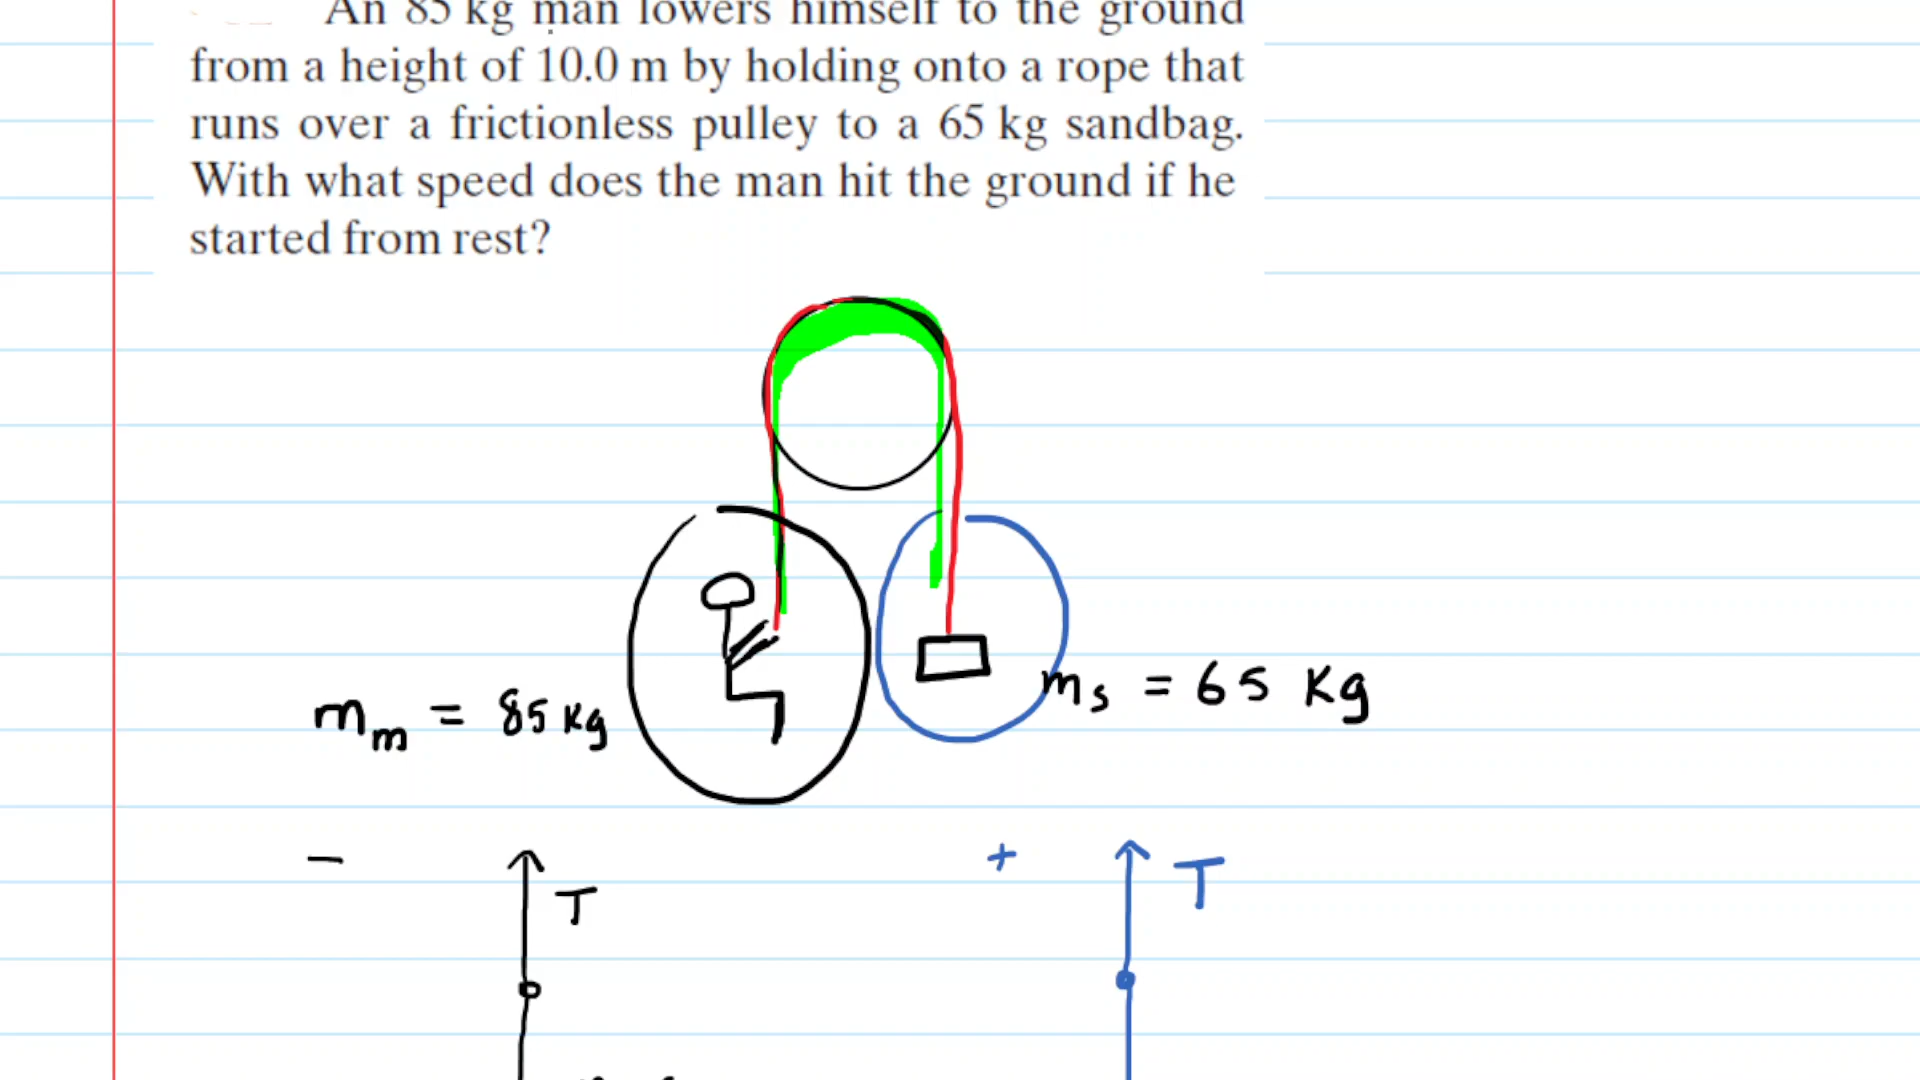 An 85 kg man lowers himself to the ground
from a height of 10.0 m by holding onto a rope that
runs over a frictionless pulley to a 65 kg sandbag.
With what speed does the man hit the ground if he
started from rest?
m_m = 85 kg
m_s = 65 Kg
− T
+ T